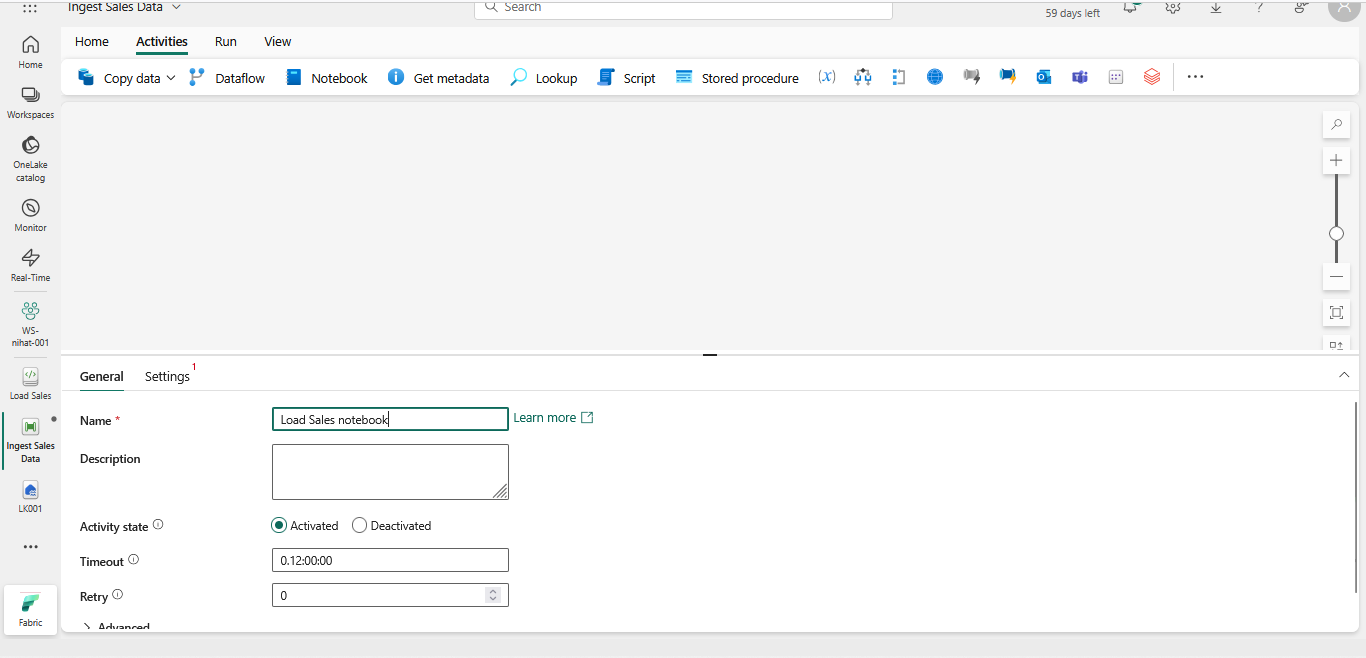 Ingest Sales Data
Search
59 days left
Home
Activities
Run
View
Copy data
Dataflow
Notebook
Get metadata
Lookup
Script
Stored procedure
(x)
Home
Workspaces
OneLake
catalog
Monitor
Real-Time
WS-
nihat-001
Load Sales
Ingest Sales
Data
LK001
Fabric
General
Settings
1
Name *
Load Sales notebook
Learn more
Description
Activity state
Activated
Deactivated
Timeout
0.12:00:00
Retry
0
Advanced